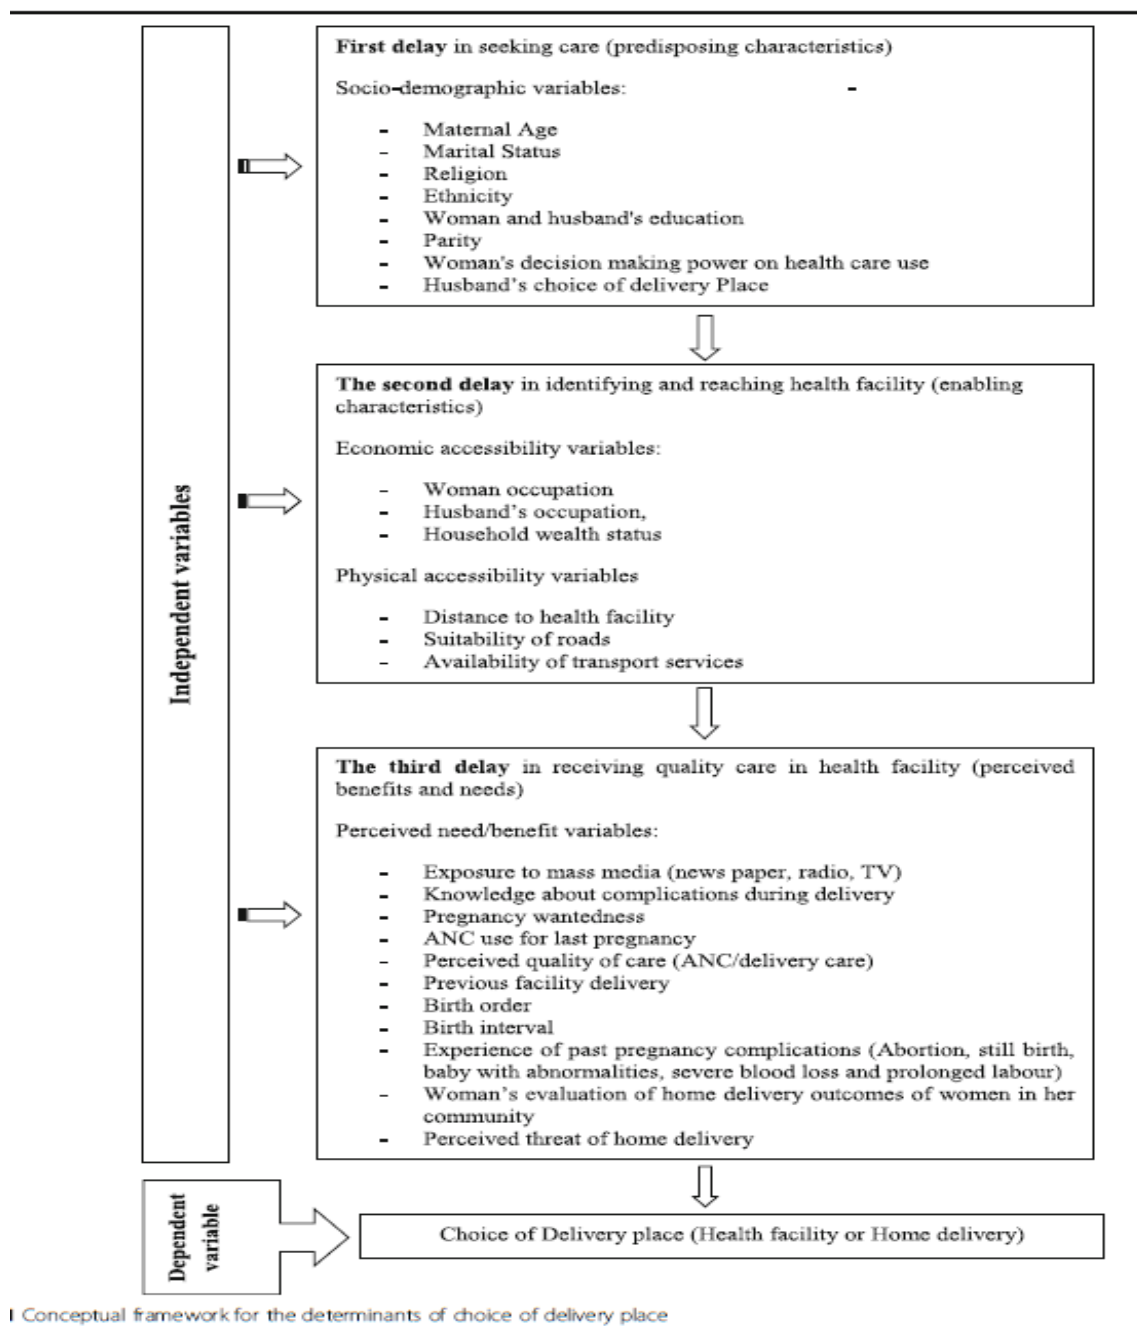 First delay in seeking care (predisposing characteristics)
Socio-demographic variables: -
- Maternal Age
- Marital Status
- Religion
- Ethnicity
- Woman and husband's education
- Parity
- Woman's decision making power on health care use
- Husband's choice of delivery Place
The second delay in identifying and reaching health facility (enabling
characteristics)
Economic accessibility variables:
- Woman occupation
- Husband's occupation,
- Household wealth status
Physical accessibility variables
- Distance to health facility
- Suitability of roads
- Availability of transport services
Independent variables
The third delay in receiving quality care in health facility (perceived
benefits and needs)
Perceived need/benefit variables:
- Exposure to mass media (news paper, radio, TV)
- Knowledge about complications during delivery
- Pregnancy wantedness
- ANC use for last pregnancy
- Perceived quality of care (ANC/delivery care)
- Previous facility delivery
- Birth order
- Birth interval
- Experience of past pregnancy complications (Abortion, still birth,
baby with abnormalities, severe blood loss and prolonged labour)
- Woman's evaluation of home delivery outcomes of women in her
community
- Perceived threat of home delivery
Dependent
variable
Choice of Delivery place (Health facility or Home delivery)
Conceptual framework for the determinants of choice of delivery place